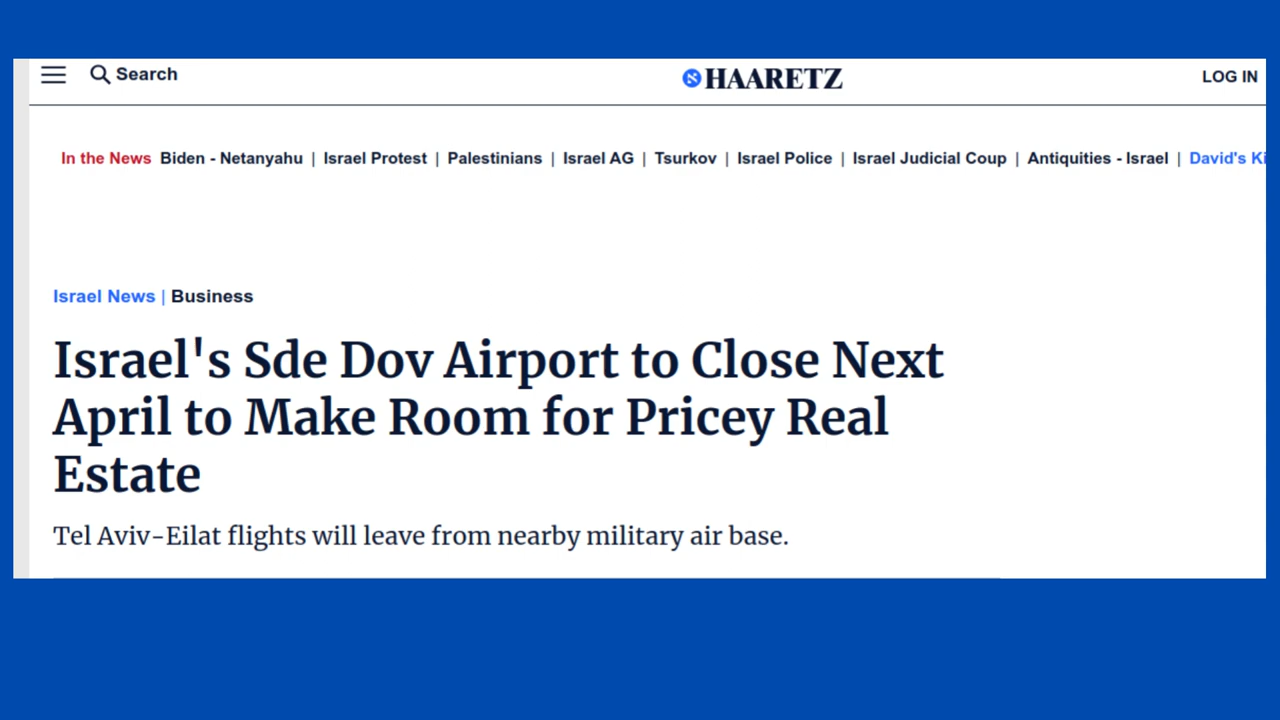 Search
HAARETZ
LOG IN
In the News Biden - Netanyahu | Israel Protest | Palestinians | Israel AG | Tsurkov | Israel Police | Israel Judicial Coup | Antiquities - Israel | David's Ki
Israel News | Business
Israel's Sde Dov Airport to Close Next
April to Make Room for Pricey Real
Estate
Tel Aviv-Eilat flights will leave from nearby military air base.